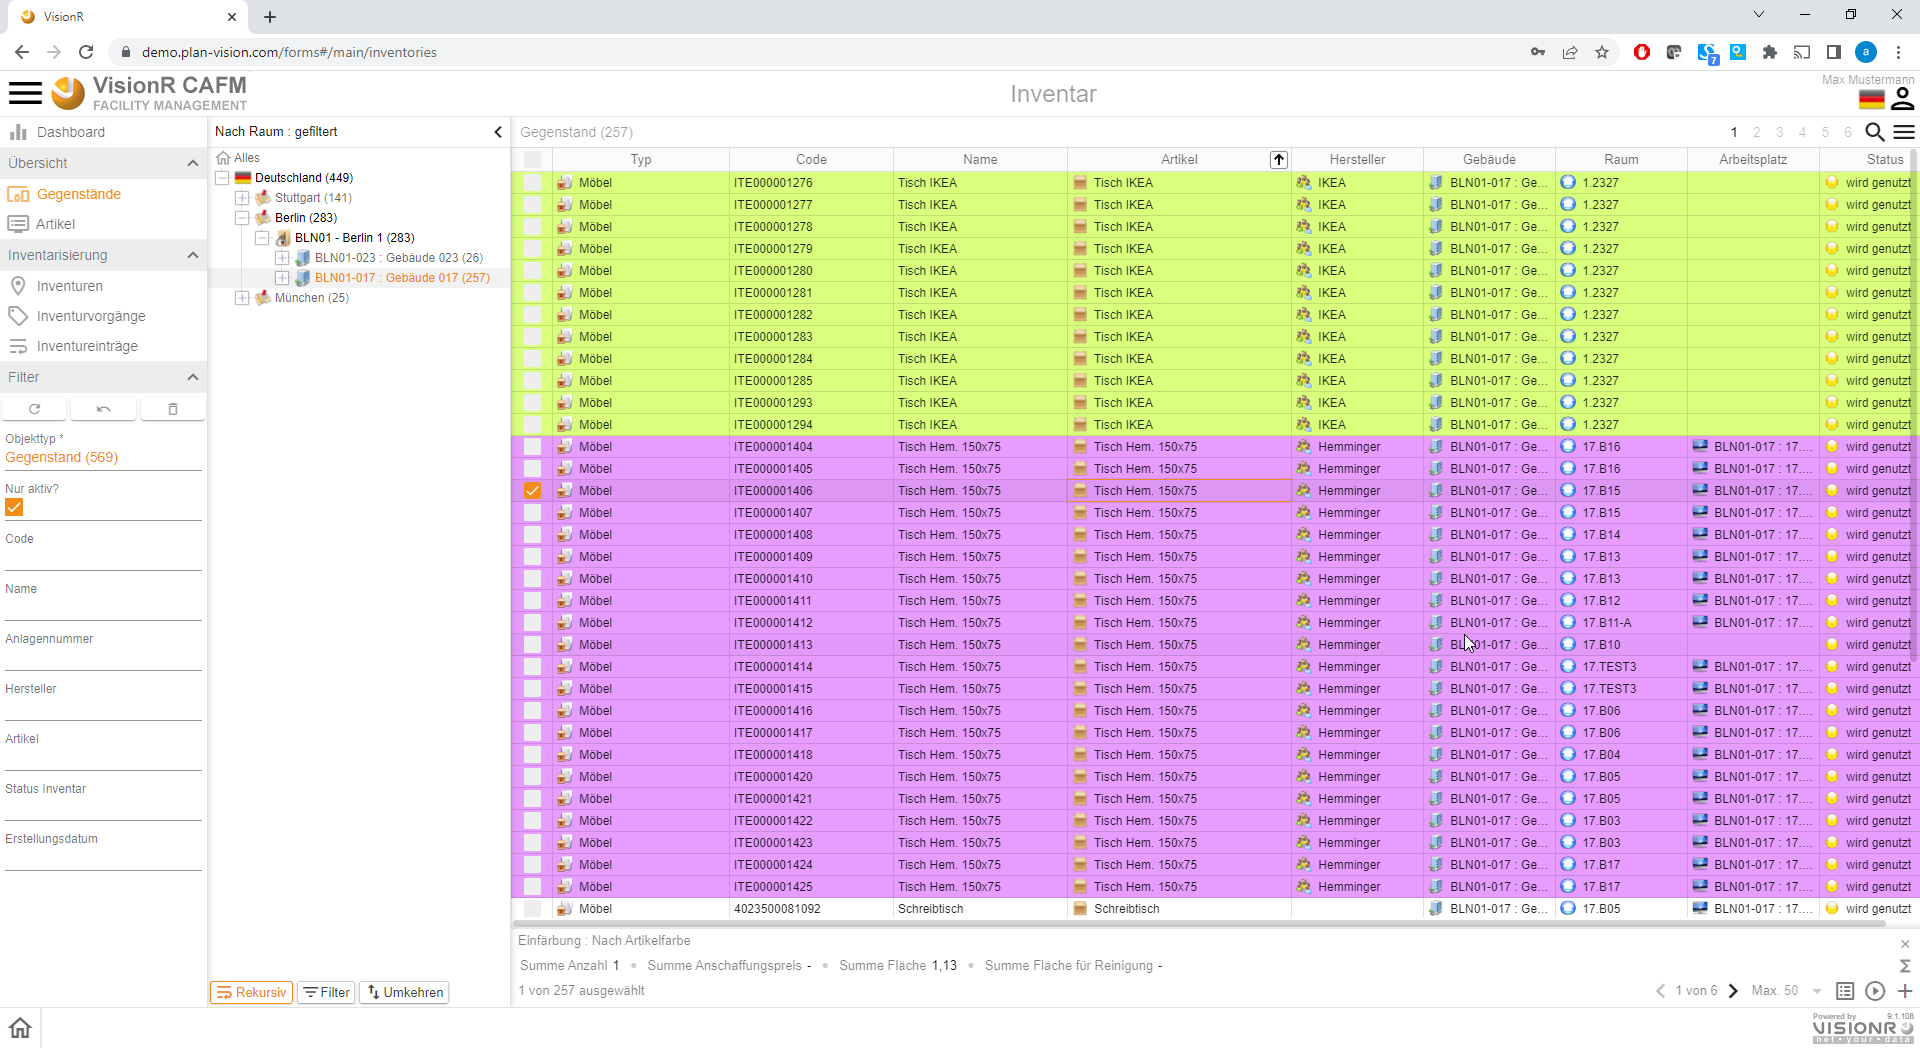 VisionR
demo.plan-vision.com/forms#/main/inventories
7
a
VisionR CAFM
FACILITY MANAGEMENT
Inventar
Max Mustermann
Dashboard
Übersicht
Gegenstände
Artikel
Inventarisierung
Inventuren
Inventurvorgänge
Inventureinträge
Filter
Objekttyp *
Gegenstand (569)
Nur aktiv?
Code
Name
Anlagennummer
Hersteller
Artikel
Status Inventar
Erstellungsdatum
Nach Raum : gefiltert
Alles
Deutschland (449)
Stuttgart (141)
Berlin (283)
BLN01 - Berlin 1 (283)
BLN01-023 : Gebäude 023 (26)
BLN01-017 : Gebäude 017 (257)
München (25)
Rekursiv Filter Umkehren
Gegenstand (257) 1 2 3 4 5 6
Typ Code Name Artikel Hersteller Gebäude Raum Arbeitsplatz Status
Möbel ITE000001276 Tisch IKEA Tisch IKEA IKEA BLN01-017 : Ge... 1.2327 wird genutzt
Möbel ITE000001277 Tisch IKEA Tisch IKEA IKEA BLN01-017 : Ge... 1.2327 wird genutzt
Möbel ITE000001278 Tisch IKEA Tisch IKEA IKEA BLN01-017 : Ge... 1.2327 wird genutzt
Möbel ITE000001279 Tisch IKEA Tisch IKEA IKEA BLN01-017 : Ge... 1.2327 wird genutzt
Möbel ITE000001280 Tisch IKEA Tisch IKEA IKEA BLN01-017 : Ge... 1.2327 wird genutzt
Möbel ITE000001281 Tisch IKEA Tisch IKEA IKEA BLN01-017 : Ge... 1.2327 wird genutzt
Möbel ITE000001282 Tisch IKEA Tisch IKEA IKEA BLN01-017 : Ge... 1.2327 wird genutzt
Möbel ITE000001283 Tisch IKEA Tisch IKEA IKEA BLN01-017 : Ge... 1.2327 wird genutzt
Möbel ITE000001284 Tisch IKEA Tisch IKEA IKEA BLN01-017 : Ge... 1.2327 wird genutzt
Möbel ITE000001285 Tisch IKEA Tisch IKEA IKEA BLN01-017 : Ge... 1.2327 wird genutzt
Möbel ITE000001293 Tisch IKEA Tisch IKEA IKEA BLN01-017 : Ge... 1.2327 wird genutzt
Möbel ITE000001294 Tisch IKEA Tisch IKEA IKEA BLN01-017 : Ge... 1.2327 wird genutzt
Möbel ITE000001404 Tisch Hem. 150x75 Tisch Hem. 150x75 Hemminger BLN01-017 : Ge... 17.B16 BLN01-017 : 17.... wird genutzt
Möbel ITE000001405 Tisch Hem. 150x75 Tisch Hem. 150x75 Hemminger BLN01-017 : Ge... 17.B16 BLN01-017 : 17.... wird genutzt
Möbel ITE000001406 Tisch Hem. 150x75 Tisch Hem. 150x75 Hemminger BLN01-017 : Ge... 17.B15 BLN01-017 : 17.... wird genutzt
Möbel ITE000001407 Tisch Hem. 150x75 Tisch Hem. 150x75 Hemminger BLN01-017 : Ge... 17.B15 BLN01-017 : 17.... wird genutzt
Möbel ITE000001408 Tisch Hem. 150x75 Tisch Hem. 150x75 Hemminger BLN01-017 : Ge... 17.B14 BLN01-017 : 17.... wird genutzt
Möbel ITE000001409 Tisch Hem. 150x75 Tisch Hem. 150x75 Hemminger BLN01-017 : Ge... 17.B13 BLN01-017 : 17.... wird genutzt
Möbel ITE000001410 Tisch Hem. 150x75 Tisch Hem. 150x75 Hemminger BLN01-017 : Ge... 17.B13 BLN01-017 : 17.... wird genutzt
Möbel ITE000001411 Tisch Hem. 150x75 Tisch Hem. 150x75 Hemminger BLN01-017 : Ge... 17.B12 BLN01-017 : 17.... wird genutzt
Möbel ITE000001412 Tisch Hem. 150x75 Tisch Hem. 150x75 Hemminger BLN01-017 : Ge... 17.B11-A BLN01-017 : 17.... wird genutzt
Möbel ITE000001413 Tisch Hem. 150x75 Tisch Hem. 150x75 Hemminger BLN01-017 : Ge... 17.B10 wird genutzt
Möbel ITE000001414 Tisch Hem. 150x75 Tisch Hem. 150x75 Hemminger BLN01-017 : Ge... 17.TEST3 BLN01-017 : 17.... wird genutzt
Möbel ITE000001415 Tisch Hem. 150x75 Tisch Hem. 150x75 Hemminger BLN01-017 : Ge... 17.TEST3 BLN01-017 : 17.... wird genutzt
Möbel ITE000001416 Tisch Hem. 150x75 Tisch Hem. 150x75 Hemminger BLN01-017 : Ge... 17.B06 BLN01-017 : 17.... wird genutzt
Möbel ITE000001417 Tisch Hem. 150x75 Tisch Hem. 150x75 Hemminger BLN01-017 : Ge... 17.B06 BLN01-017 : 17.... wird genutzt
Möbel ITE000001418 Tisch Hem. 150x75 Tisch Hem. 150x75 Hemminger BLN01-017 : Ge... 17.B04 BLN01-017 : 17.... wird genutzt
Möbel ITE000001420 Tisch Hem. 150x75 Tisch Hem. 150x75 Hemminger BLN01-017 : Ge... 17.B05 BLN01-017 : 17.... wird genutzt
Möbel ITE000001421 Tisch Hem. 150x75 Tisch Hem. 150x75 Hemminger BLN01-017 : Ge... 17.B05 BLN01-017 : 17.... wird genutzt
Möbel ITE000001422 Tisch Hem. 150x75 Tisch Hem. 150x75 Hemminger BLN01-017 : Ge... 17.B03 BLN01-017 : 17.... wird genutzt
Möbel ITE000001423 Tisch Hem. 150x75 Tisch Hem. 150x75 Hemminger BLN01-017 : Ge... 17.B03 BLN01-017 : 17.... wird genutzt
Möbel ITE000001424 Tisch Hem. 150x75 Tisch Hem. 150x75 Hemminger BLN01-017 : Ge... 17.B17 BLN01-017 : 17.... wird genutzt
Möbel ITE000001425 Tisch Hem. 150x75 Tisch Hem. 150x75 Hemminger BLN01-017 : Ge... 17.B17 BLN01-017 : 17.... wird genutzt
Möbel 4023500081092 Schreibtisch Schreibtisch BLN01-017 : Ge... 17.B05 BLN01-017 : 17.... wird genutzt
Einfärbung : Nach Artikelfarbe
Summe Anzahl 1 • Summe Anschaffungspreis - • Summe Fläche 1,13 • Summe Fläche für Reinigung -
1 von 257 ausgewählt 1 von 6 Max. 50
Powered by 9.1.108
VISIONR
net • your • data